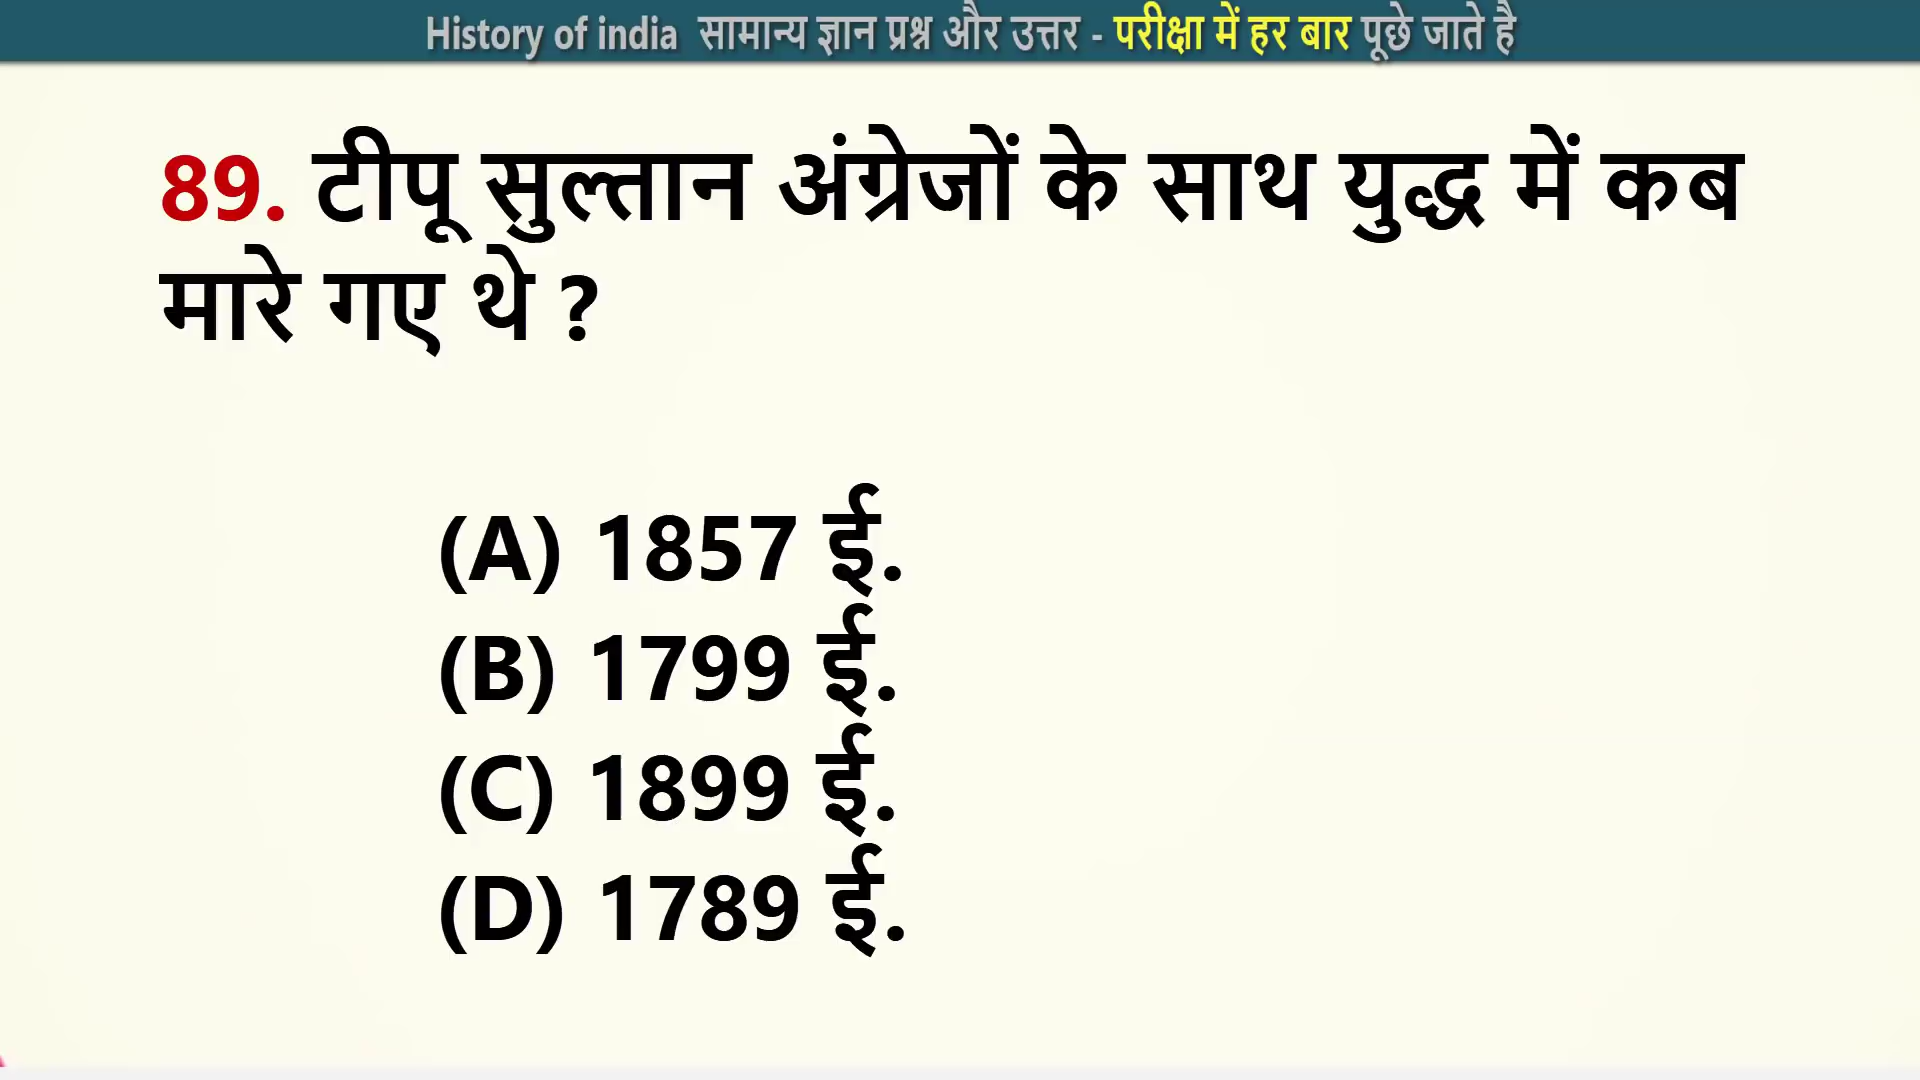 History of india सामान्य ज्ञान प्रश्न और उत्तर - परीक्षा में हर बार पूछे जाते है
89. टीपू सुल्तान अंग्रेजों के साथ युद्ध में कब
मारे गए थे ?
(A) 1857 ई.
(B) 1799 ई.
(C) 1899 ई.
(D) 1789 ई.